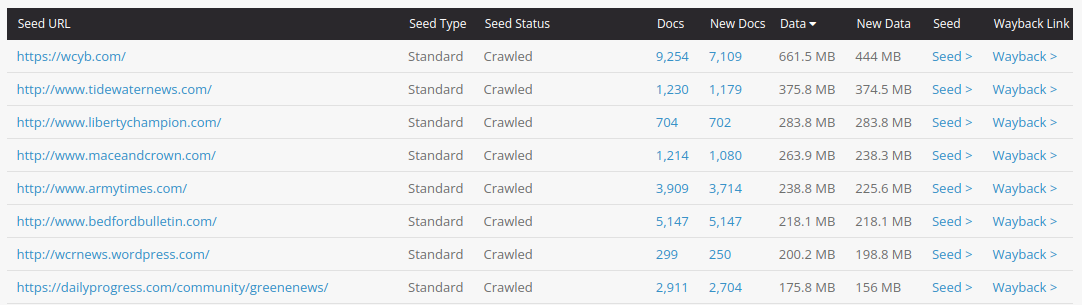 Seed URL Seed Type Seed Status Docs New Docs Data New Data Seed Wayback Link
https://wcyb.com/ Standard Crawled 9,254 7,109 661.5 MB 444 MB Seed > Wayback >
http://www.tidewaternews.com/ Standard Crawled 1,230 1,179 375.8 MB 374.5 MB Seed > Wayback >
http://www.libertychampion.com/ Standard Crawled 704 702 283.8 MB 283.8 MB Seed > Wayback >
http://www.maceandcrown.com/ Standard Crawled 1,214 1,080 263.9 MB 238.3 MB Seed > Wayback >
http://www.armytimes.com/ Standard Crawled 3,909 3,714 238.8 MB 225.6 MB Seed > Wayback >
http://www.bedfordbulletin.com/ Standard Crawled 5,147 5,147 218.1 MB 218.1 MB Seed > Wayback >
http://wcrnews.wordpress.com/ Standard Crawled 299 250 200.2 MB 198.8 MB Seed > Wayback >
https://dailyprogress.com/community/greenenews/ Standard Crawled 2,911 2,704 175.8 MB 156 MB Seed > Wayback >